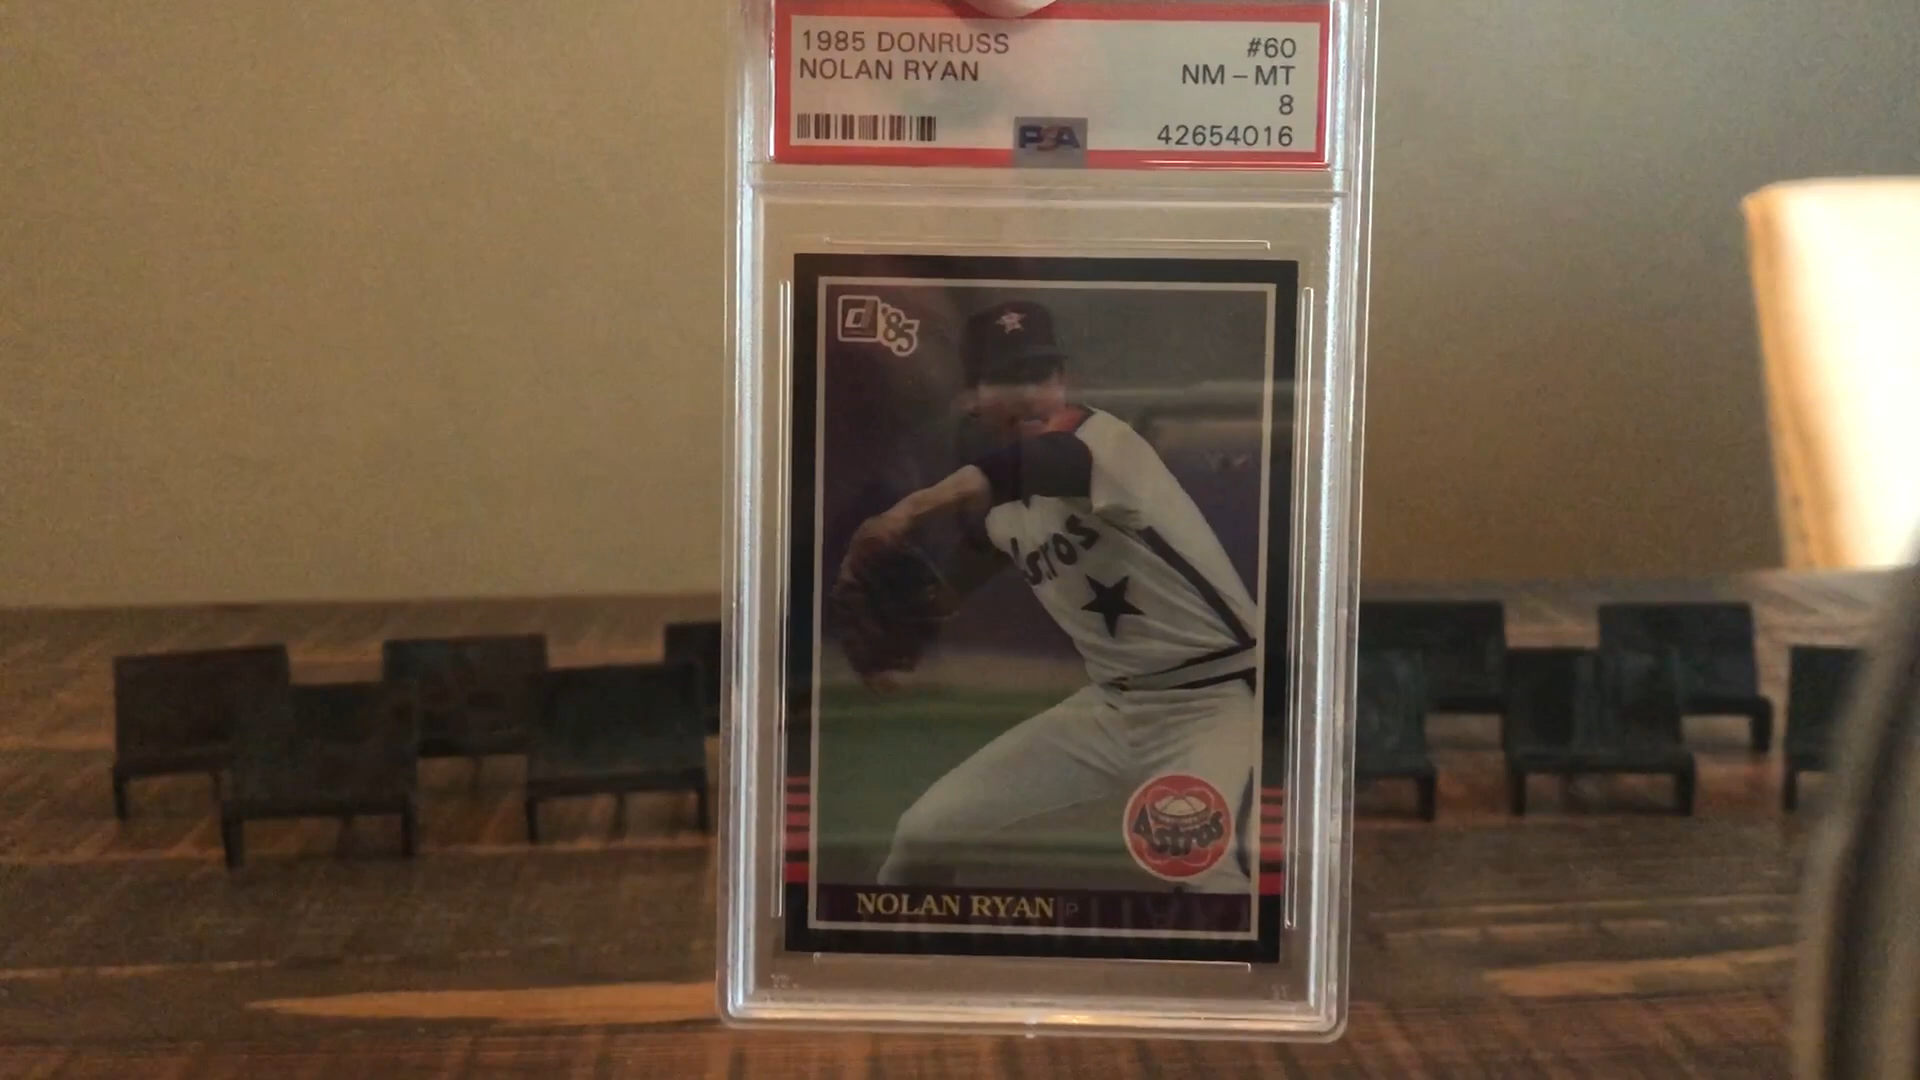 1985 DONRUSS #60
NOLAN RYAN NM - MT
8
PSA 42654016
d '85
Astros
Astros
NOLAN RYAN P